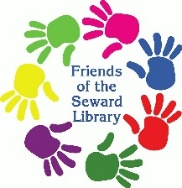 Friends
of the
Seward
Library